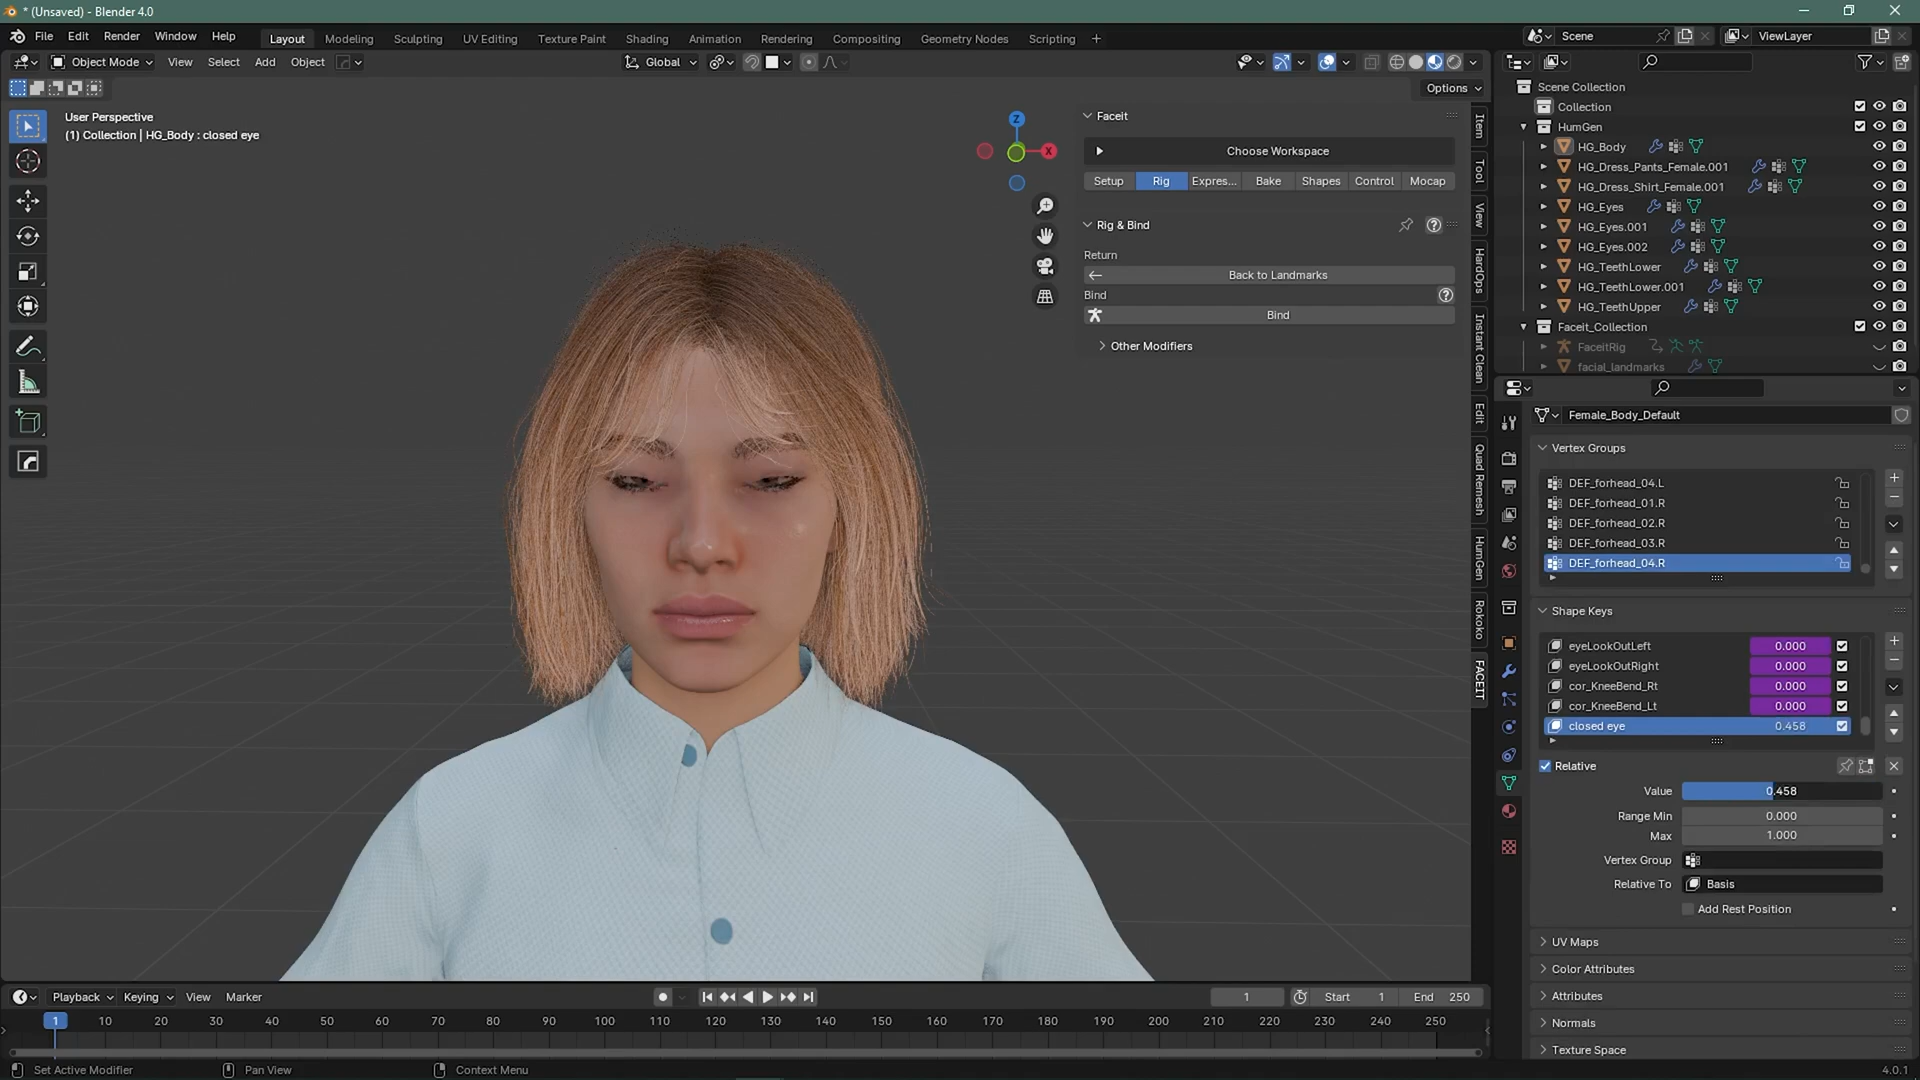 * (Unsaved) - Blender 4.0
File Edit Render Window Help
Layout Modeling Sculpting UV Editing Texture Paint Shading Animation Rendering Compositing Geometry Nodes Scripting +
Scene ViewLayer
Object Mode View Select Add Object Global
Options
User Perspective
(1) Collection | HG_Body : closed eye
Z
X
Faceit
Choose Workspace
Setup Rig Expres... Bake Shapes Control Mocap
Rig & Bind
Return
Back to Landmarks
Bind
Bind
Other Modifiers
Item
Tool
View
HardOps
Instant Clean
Edit
Quad Remesh
HumGen
Rokoko
FACEIT
Scene Collection
Collection
HumGen
HG_Body
HG_Dress_Pants_Female.001
HG_Dress_Shirt_Female.001
HG_Eyes
HG_Eyes.001
HG_Eyes.002
HG_TeethLower
HG_TeethLower.001
HG_TeethUpper
Faceit_Collection
FaceitRig
facial_landmarks
Female_Body_Default
Vertex Groups
DEF_forhead_04.L
DEF_forhead_01.R
DEF_forhead_02.R
DEF_forhead_03.R
DEF_forhead_04.R
Shape Keys
eyeLookOutLeft 0.000
eyeLookOutRight 0.000
cor_KneeBend_Rt 0.000
cor_KneeBend_Lt 0.000
closed eye 0.458
Relative
Value 0.458
Range Min 0.000
Max 1.000
Vertex Group
Relative To Basis
Add Rest Position
UV Maps
Color Attributes
Attributes
Normals
Texture Space
Playback Keying View Marker
1 Start 1 End 250
1 10 20 30 40 50 60 70 80 90 100 110 120 130 140 150 160 170 180 190 200 210 220 230 240 250
Set Active Modifier Pan View Context Menu 4.0.1